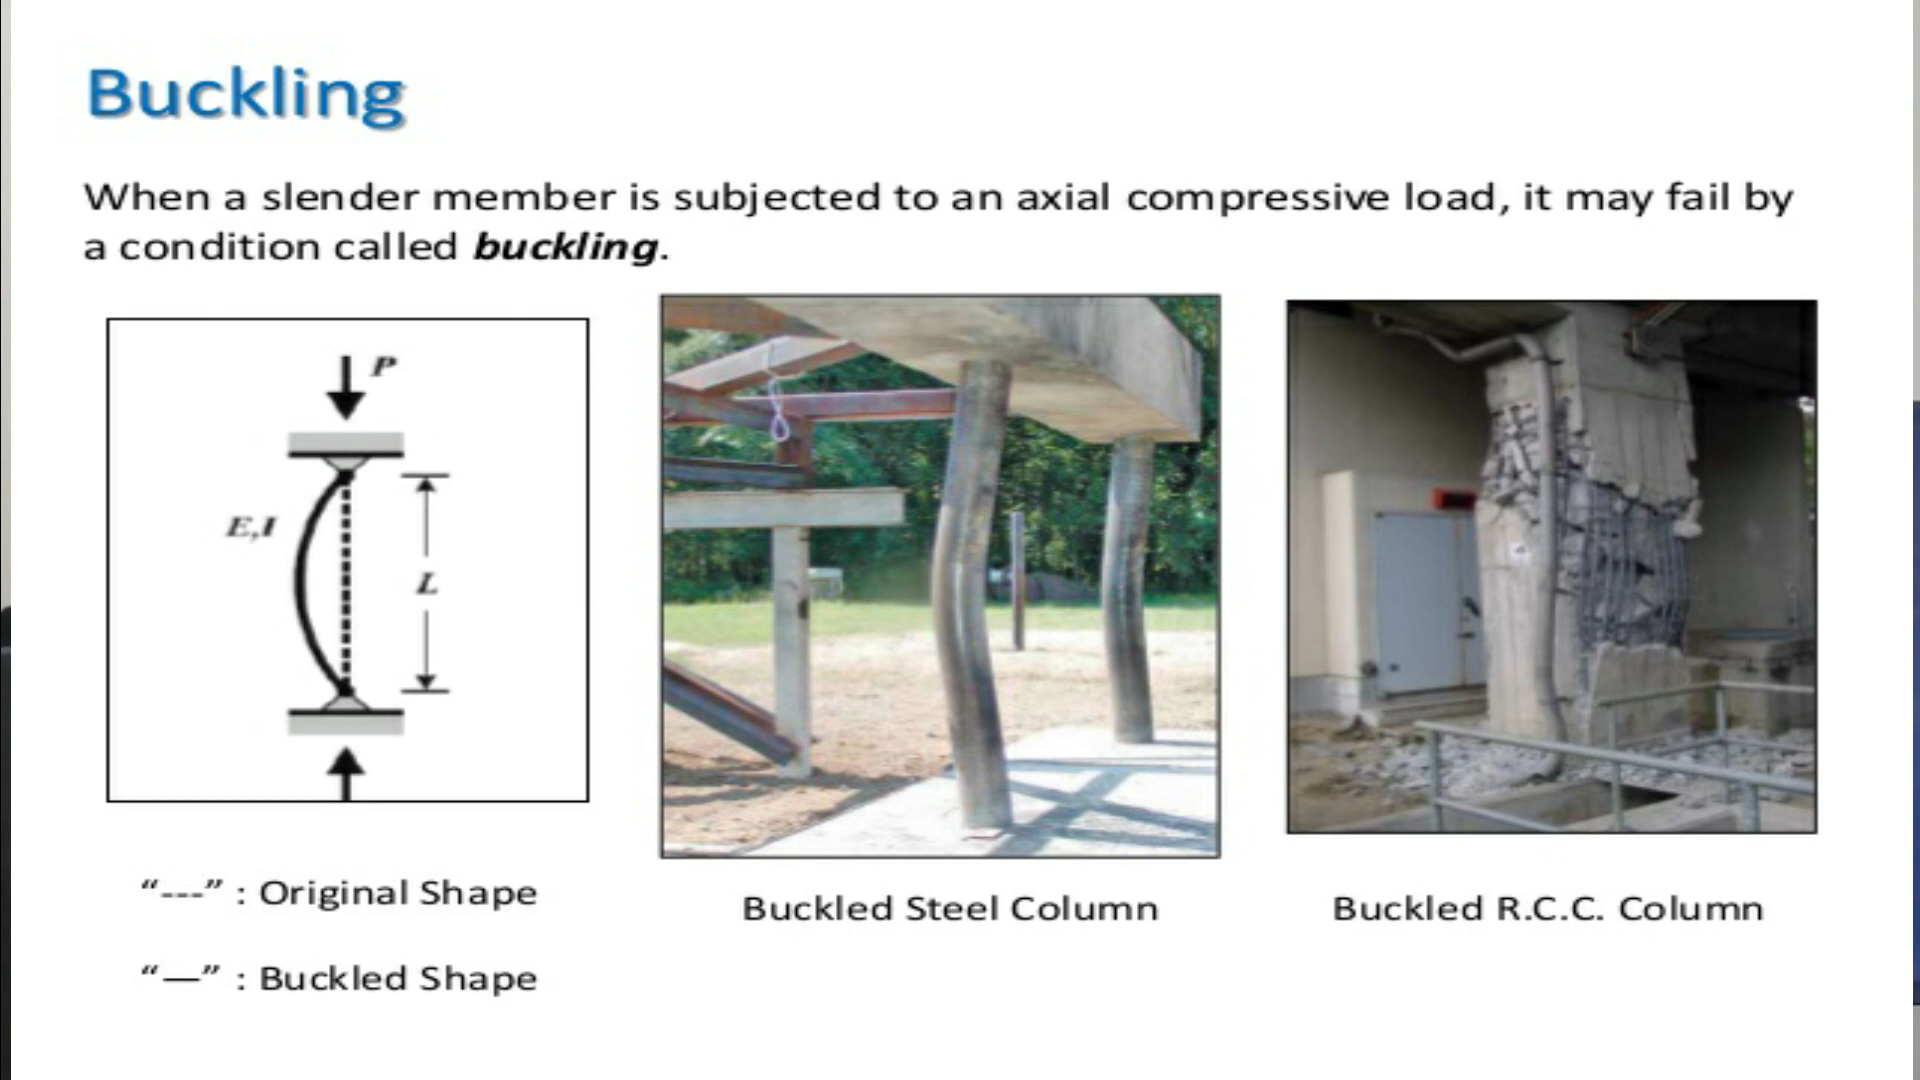 Buckling
When a slender member is subjected to an axial compressive load, it may fail by
a condition called buckling.
P
E,I
L
“---” : Original Shape
“—” : Buckled Shape
Buckled Steel Column
Buckled R.C.C. Column